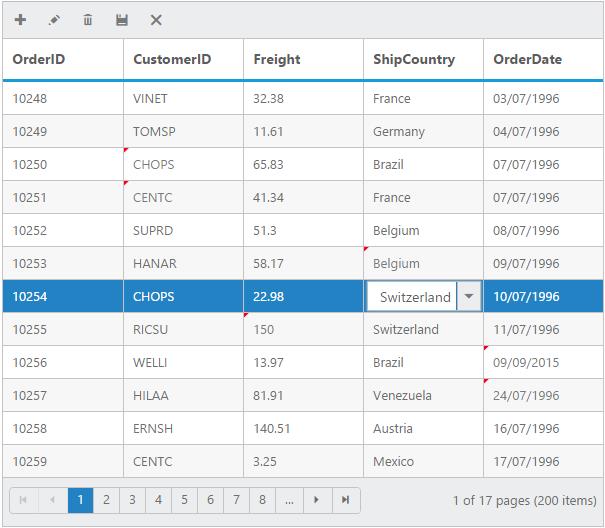 OrderID CustomerID Freight ShipCountry OrderDate
10248 VINET 32.38 France 03/07/1996
10249 TOMSP 11.61 Germany 04/07/1996
10250 CHOPS 65.83 Brazil 07/07/1996
10251 CENTC 41.34 France 07/07/1996
10252 SUPRD 51.3 Belgium 08/07/1996
10253 HANAR 58.17 Belgium 09/07/1996
10254 CHOPS 22.98 Switzerland 10/07/1996
10255 RICSU 150 Switzerland 11/07/1996
10256 WELLI 13.97 Brazil 09/09/2015
10257 HILAA 81.91 Venezuela 24/07/1996
10258 ERNSH 140.51 Austria 16/07/1996
10259 CENTC 3.25 Mexico 17/07/1996
1 2 3 4 5 6 7 8 ... 1 of 17 pages (200 items)